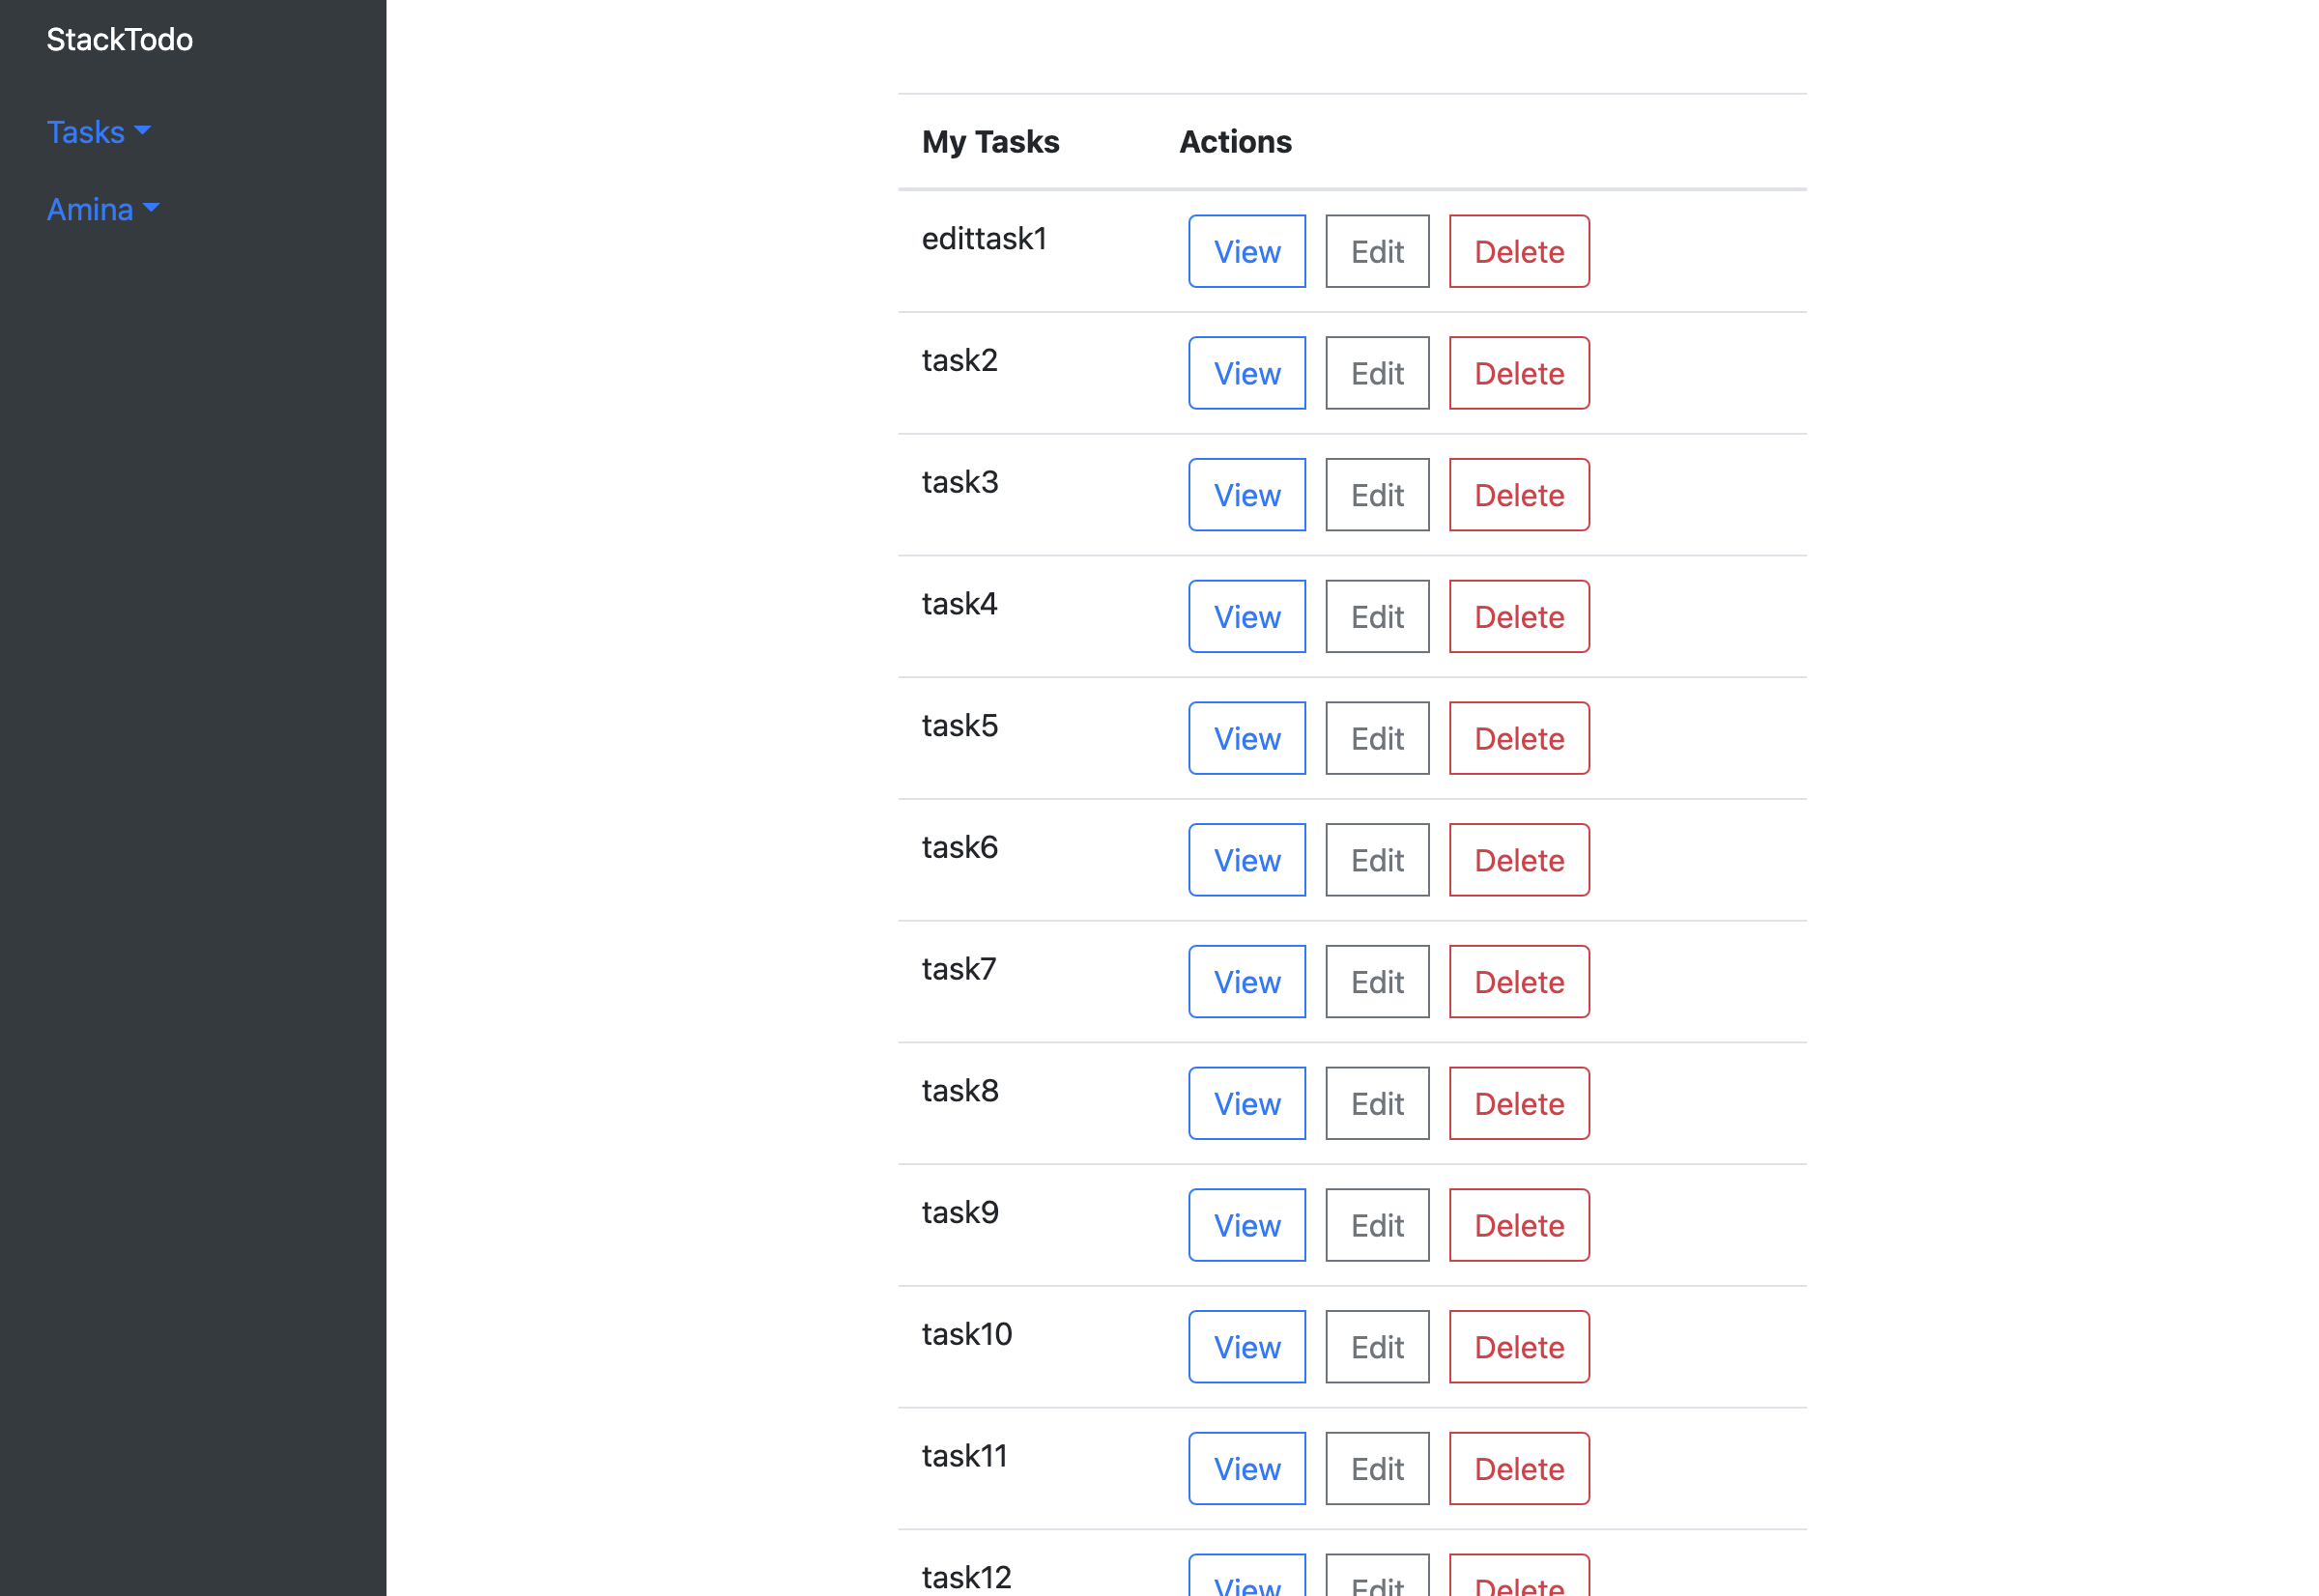 StackTodo
Tasks
Amina
My Tasks Actions
edittask1 View Edit Delete
task2 View Edit Delete
task3 View Edit Delete
task4 View Edit Delete
task5 View Edit Delete
task6 View Edit Delete
task7 View Edit Delete
task8 View Edit Delete
task9 View Edit Delete
task10 View Edit Delete
task11 View Edit Delete
task12 View Edit Delete